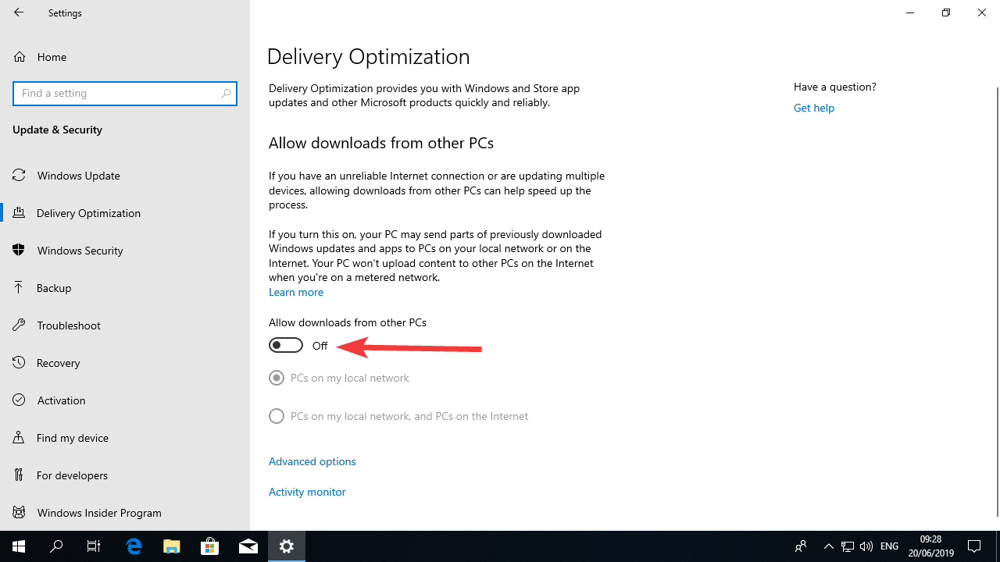 Settings
Home
Find a setting
Update & Security
Windows Update
Delivery Optimization
Windows Security
Backup
Troubleshoot
Recovery
Activation
Find my device
For developers
Windows Insider Program
Delivery Optimization
Delivery Optimization provides you with Windows and Store app
updates and other Microsoft products quickly and reliably.
Allow downloads from other PCs
If you have an unreliable Internet connection or are updating multiple
devices, allowing downloads from other PCs can help speed up the
process.
If you turn this on, your PC may send parts of previously downloaded
Windows updates and apps to PCs on your local network or on the
Internet. Your PC won't upload content to other PCs on the Internet
when you're on a metered network.
Learn more
Allow downloads from other PCs
Off
PCs on my local network
PCs on my local network, and PCs on the Internet
Advanced options
Activity monitor
Have a question?
Get help
ENG
09:28
20/06/2019